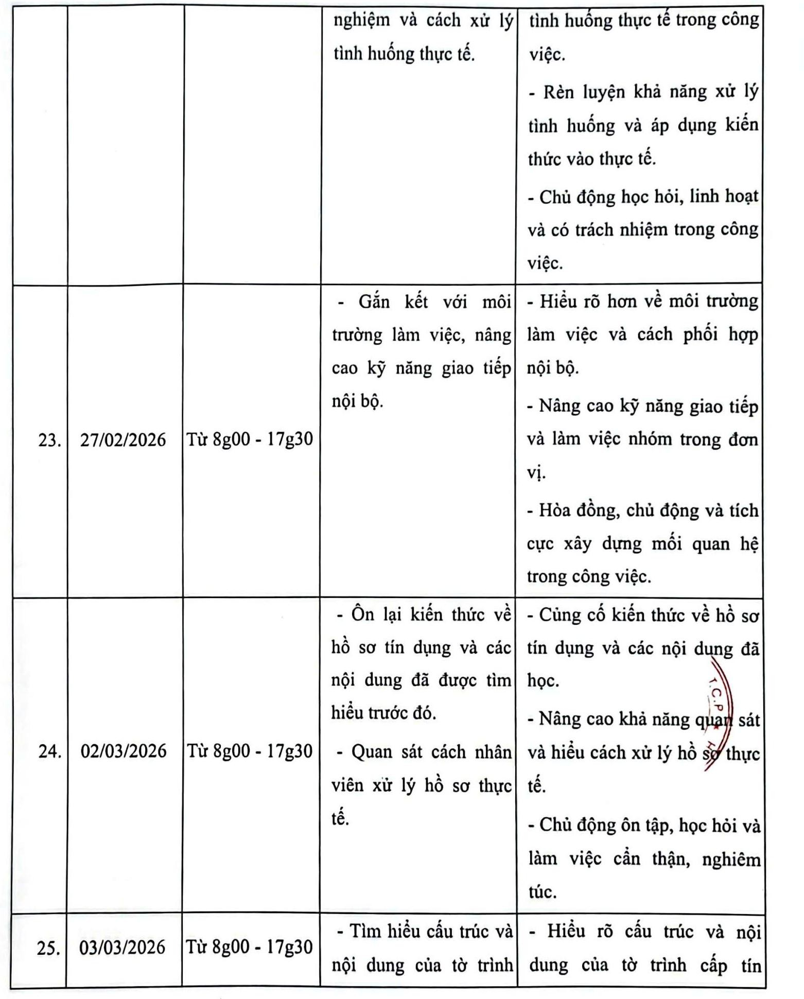 nghiệm và cách xử lý
tình huống thực tế.
tình huống thực tế trong công
việc.
- Rèn luyện khả năng xử lý
tình huống và áp dụng kiến
thức vào thực tế.
- Chủ động học hỏi, linh hoạt
và có trách nhiệm trong công
việc.
23.
27/02/2026
Từ 8g00 - 17g30
- Gắn kết với môi
trường làm việc, nâng
cao kỹ năng giao tiếp
nội bộ.
- Hiểu rõ hơn về môi trường
làm việc và cách phối hợp
nội bộ.
- Nâng cao kỹ năng giao tiếp
và làm việc nhóm trong đơn
vị.
- Hòa đồng, chủ động và tích
cực xây dựng mối quan hệ
trong công việc.
24.
02/03/2026
Từ 8g00 - 17g30
- Ôn lại kiến thức về
hồ sơ tín dụng và các
nội dung đã được tìm
hiểu trước đó.
- Quan sát cách nhân
viên xử lý hồ sơ thực
tế.
- Củng cố kiến thức về hồ sơ
tín dụng và các nội dung đã
học.
- Nâng cao khả năng quan sát
và hiểu cách xử lý hồ sơ thực
tế.
- Chủ động ôn tập, học hỏi và
làm việc cẩn thận, nghiêm
túc.
T.C.P
H
25.
03/03/2026
Từ 8g00 - 17g30
- Tìm hiểu cấu trúc và
nội dung của tờ trình
- Hiểu rõ cấu trúc và nội
dung của tờ trình cấp tín